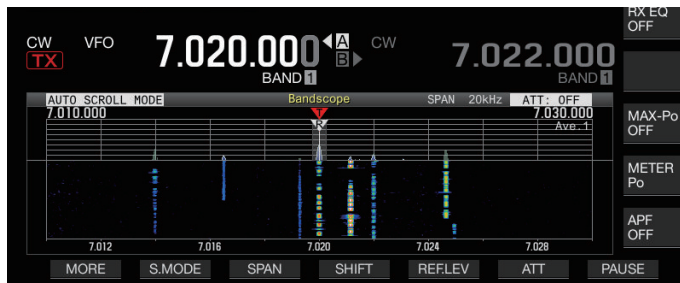 RX EQ
OFF
CW VFO 7.020.000 A CW 7.022.000
TX B
BAND 1 BAND 1
AUTO SCROLL MODE Bandscope SPAN 20kHz ATT: OFF
7.010.000 T 7.030.000
R Ave.1
MAX-Po
OFF
METER
Po
APF
OFF
7.012 7.016 7.020 7.024 7.028
MORE S.MODE SPAN SHIFT REF.LEV ATT PAUSE